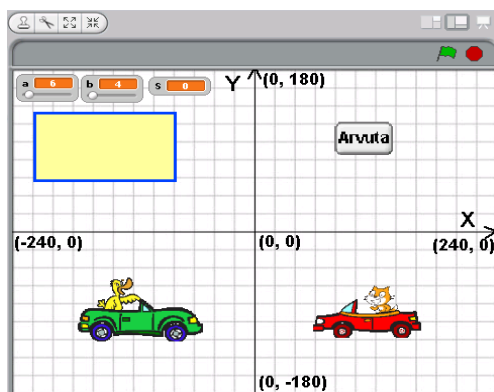 a 6 b 4 s 0
Y (0, 180)
Arvuta
X
(-240, 0) (0, 0) (240, 0)
(0, -180)